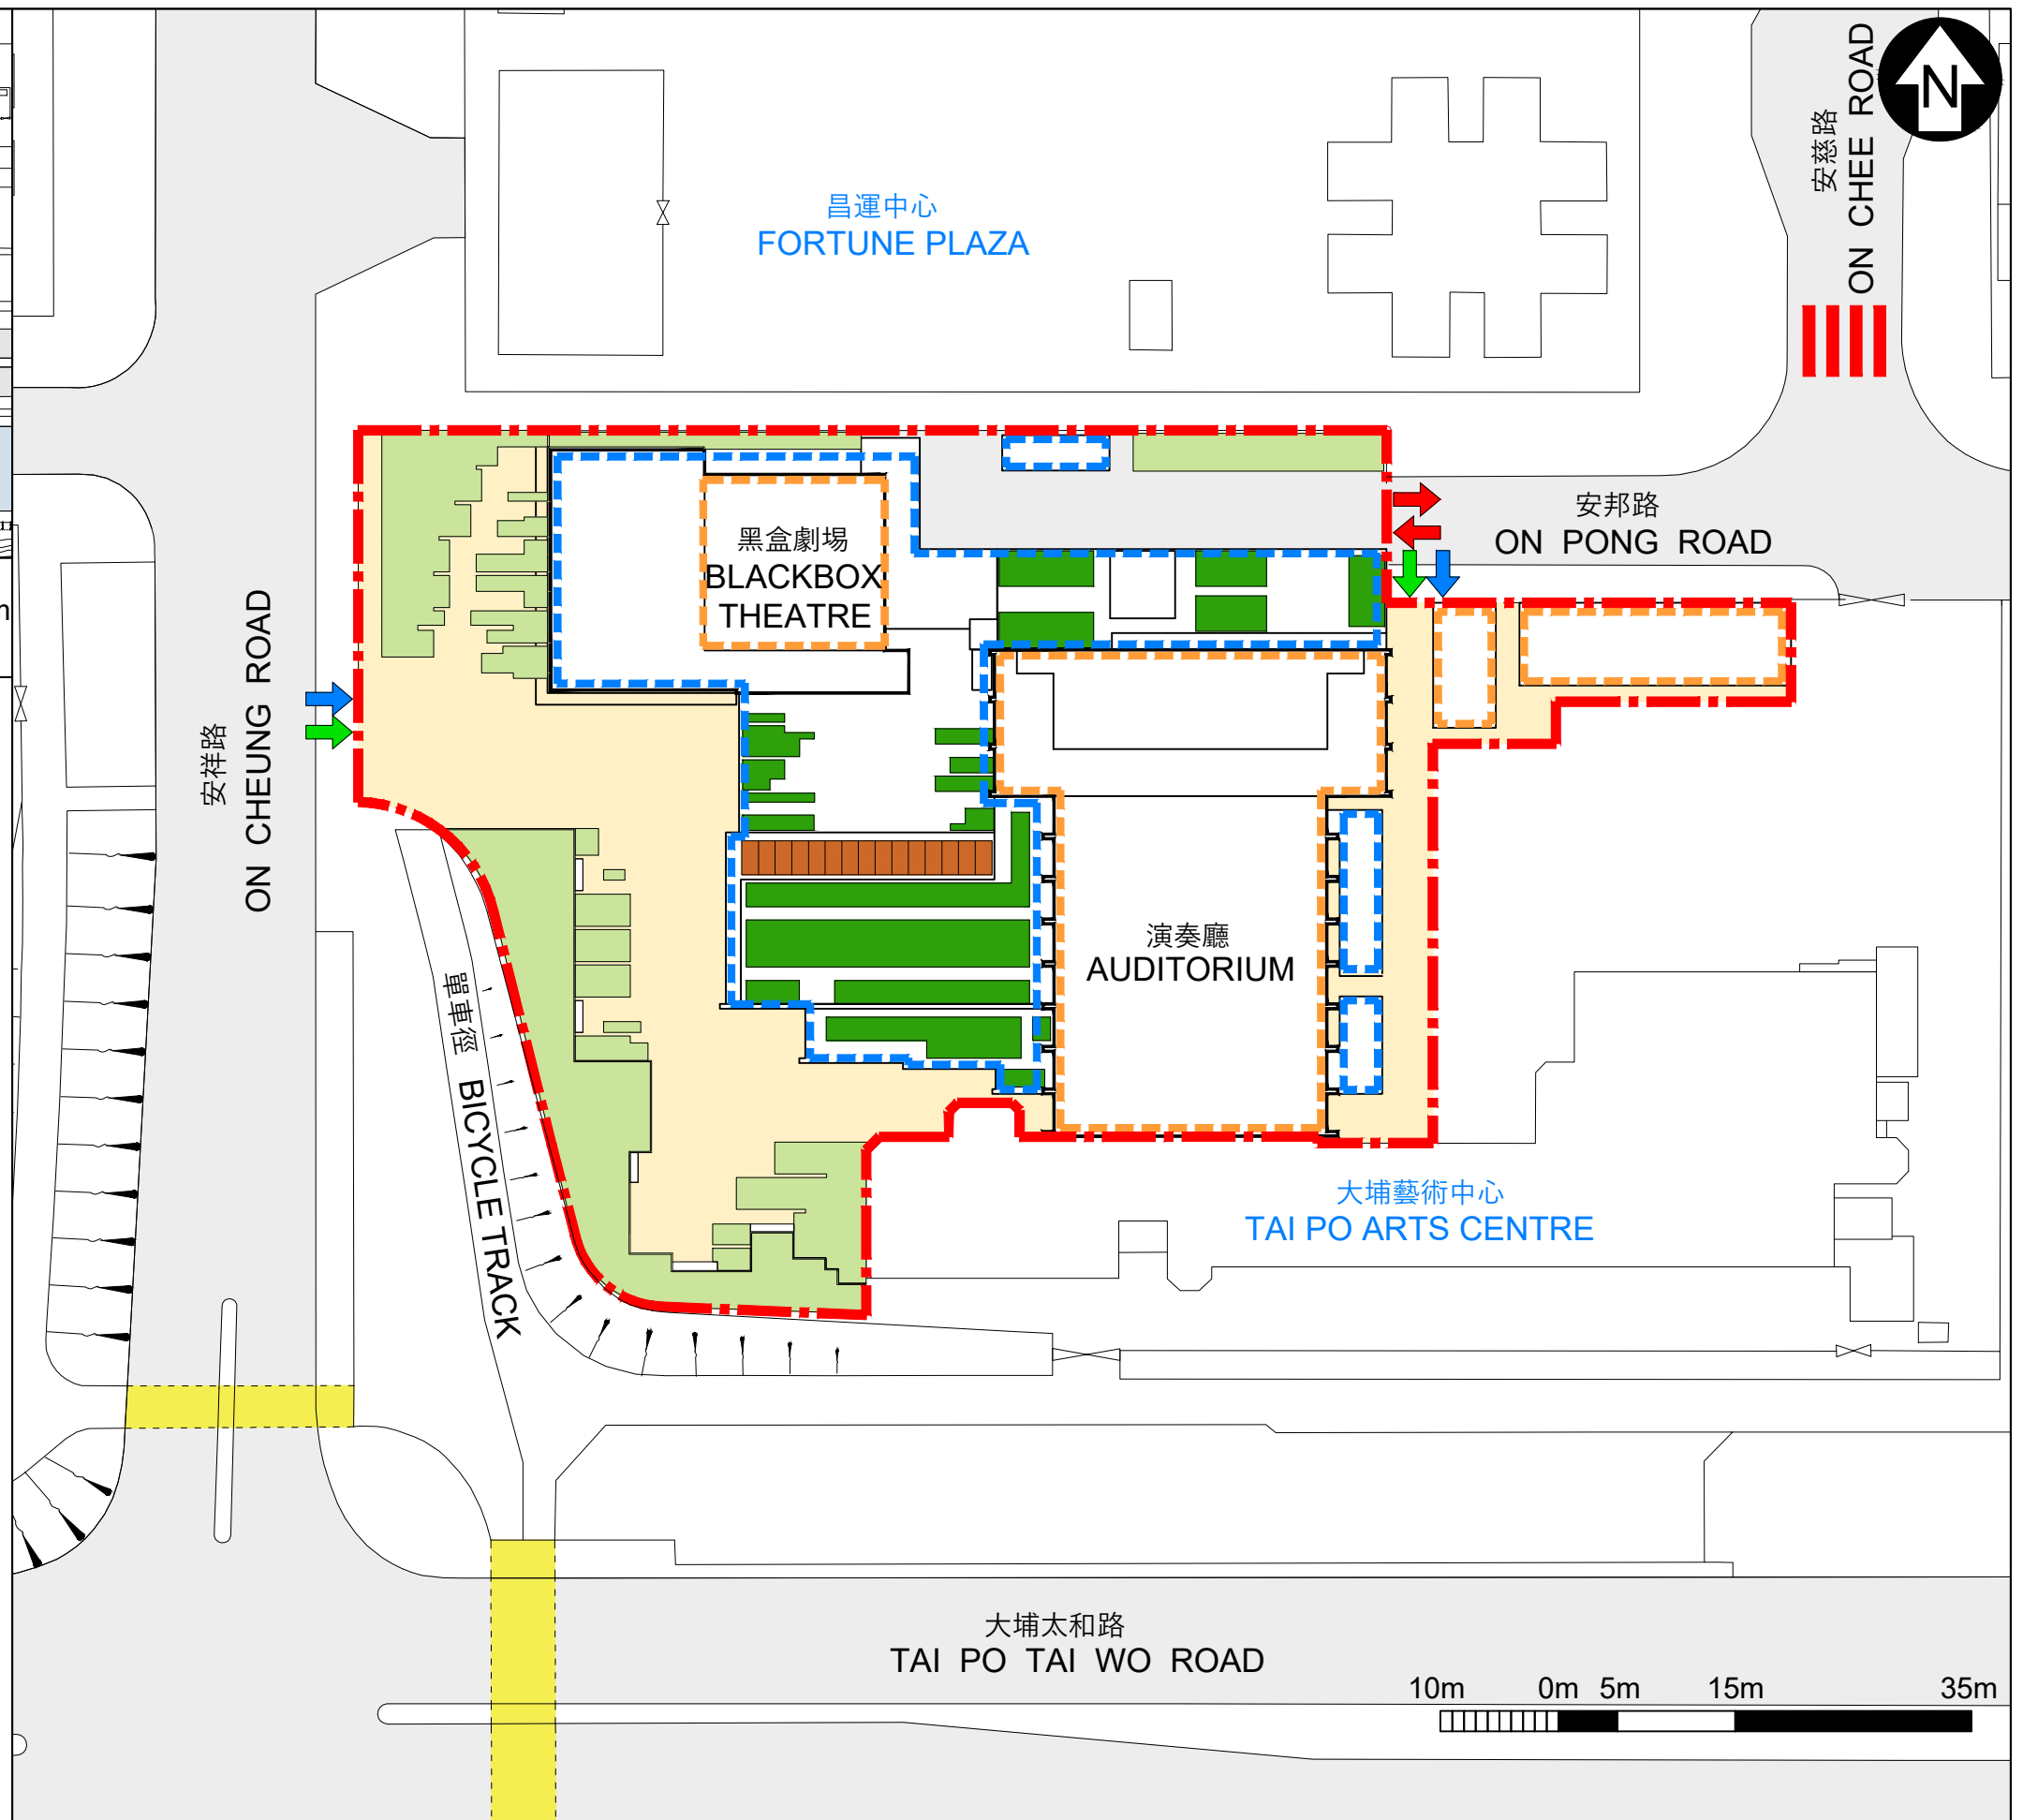 安慈路
ON CHEE ROAD
N
昌運中心
FORTUNE PLAZA
安邦路
ON PONG ROAD
黑盒劇場
BLACKBOX
THEATRE
安祥路
ON CHEUNG ROAD
演奏廳
AUDITORIUM
單車徑 BICYCLE TRACK
大埔藝術中心
TAI PO ARTS CENTRE
大埔太和路
TAI PO TAI WO ROAD
10m 0m 5m 15m 35m